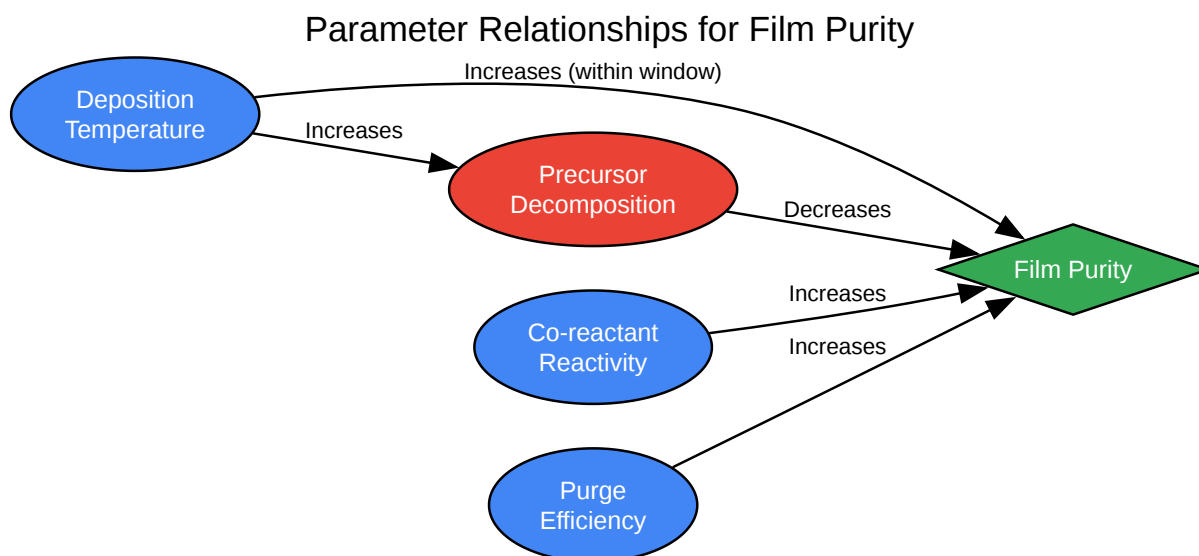 Parameter Relationships for Film Purity
Increases (within window)
Deposition
Temperature
Increases
Precursor
Decomposition
Decreases
Film Purity
Increases
Co-reactant
Reactivity
Increases
Purge
Efficiency